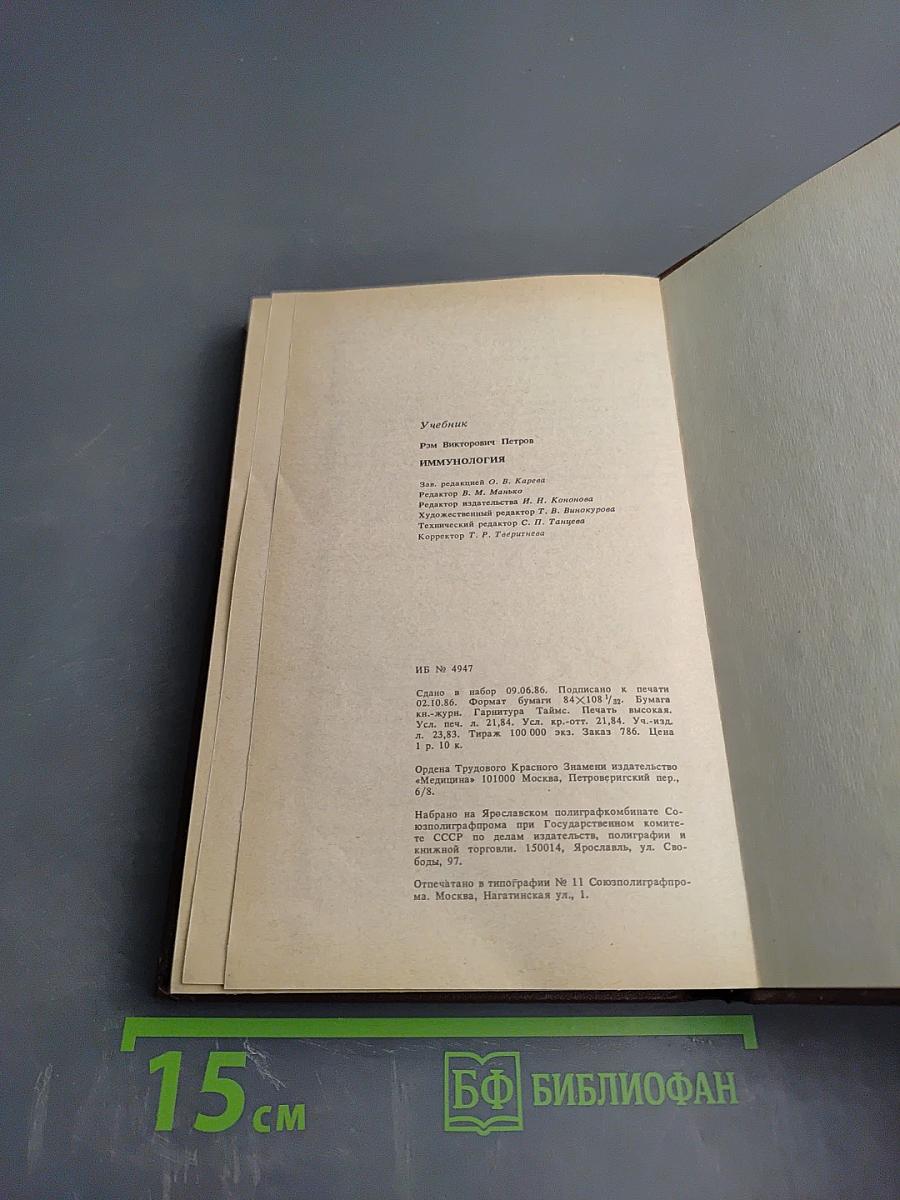 Учебник
Рэм Викторович Петров
ИММУНОЛОГИЯ
Зав. редакцией О. В. Карева
Редактор В. М. Манько
Редактор издательства И. Н. Кононова
Художественный редактор Т. В. Винокурова
Технический редактор С. П. Танцева
Корректор Т. Р. Тверитнева
ИБ № 4947
Сдано в набор 09.06.86. Подписано к печати
02.10.86. Формат бумаги 84×108 1/32. Бумага
кн.-журн. Гарнитура Таймс. Печать высокая.
Усл. печ. л. 21,84. Усл. кр.-отт. 21,84. Уч.-изд.
л. 23,83. Тираж 100 000 экз. Заказ 786. Цена
1 р. 10 к.
Ордена Трудового Красного Знамени издательство
«Медицина» 101000 Москва, Петроверигский пер.,
6/8.
Набрано на Ярославском полиграфкомбинате Со-
юзполиграфпрома при Государственном комите-
те СССР по делам издательств, полиграфии и
книжной торговли. 150014, Ярославль, ул. Сво-
боды, 97.
Отпечатано в типографии № 11 Союзполиграфпро-
ма. Москва, Нагатинская ул., 1.
15 см
БФ БИБЛИОФАН